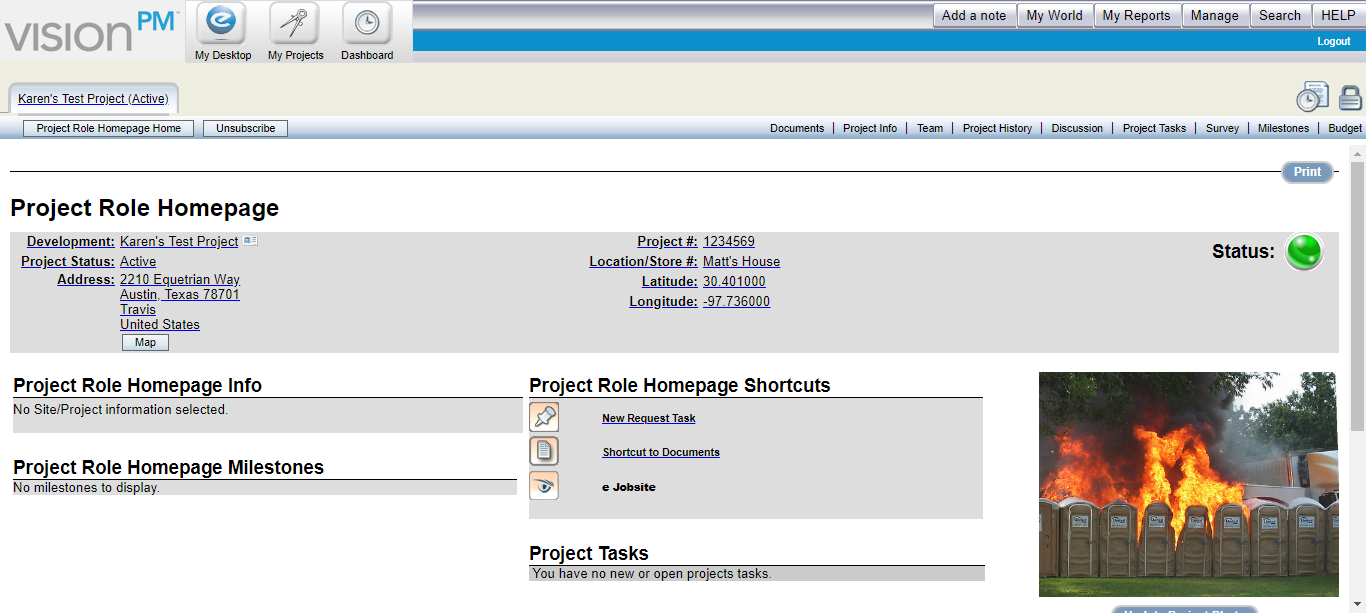 VISION PM™
My Desktop
My Projects
Dashboard
Add a note
My World
My Reports
Manage
Search
HELP
Logout
Karen's Test Project (Active)
Project Role Homepage Home
Unsubscribe
Documents
Project Info
Team
Project History
Discussion
Project Tasks
Survey
Milestones
Budget
Print
Project Role Homepage
Development: Karen's Test Project
Project Status: Active
Address: 2210 Equetrian Way
Austin, Texas 78701
Travis
United States
Map
Project #: 1234569
Location/Store #: Matt's House
Latitude: 30.401000
Longitude: -97.736000
Status:
Project Role Homepage Info
No Site/Project information selected.
Project Role Homepage Milestones
No milestones to display.
Project Role Homepage Shortcuts
New Request Task
Shortcut to Documents
e Jobsite
Project Tasks
You have no new or open projects tasks.